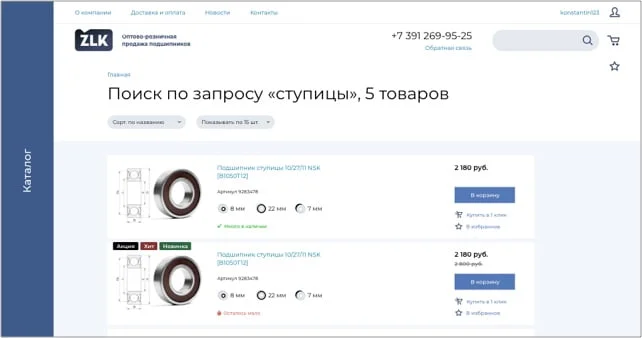 О компании Доставка и оплата Новости Контакты konstantin123
ZLK
Оптово-розничная
продажа подшипников
+7 391 269-95-25
Обратная связь
Каталог
Главная
Поиск по запросу «ступицы», 5 товаров
Сорт. по названию Показывать по 15 шт.
Подшипник ступицы 10/27/11 NSK
[B1050T12]
2 180 руб.
Артикул 9283478
В корзину
8 мм 22 мм 7 мм
Купить в 1 клик
Много в наличии
В избранное
Акция Хит Новинка
Подшипник ступицы 10/27/11 NSK
[B1050T12]
2 180 руб.
2 800 руб.
Артикул 9283478
В корзину
8 мм 22 мм 7 мм
Купить в 1 клик
Осталось мало
В избранное